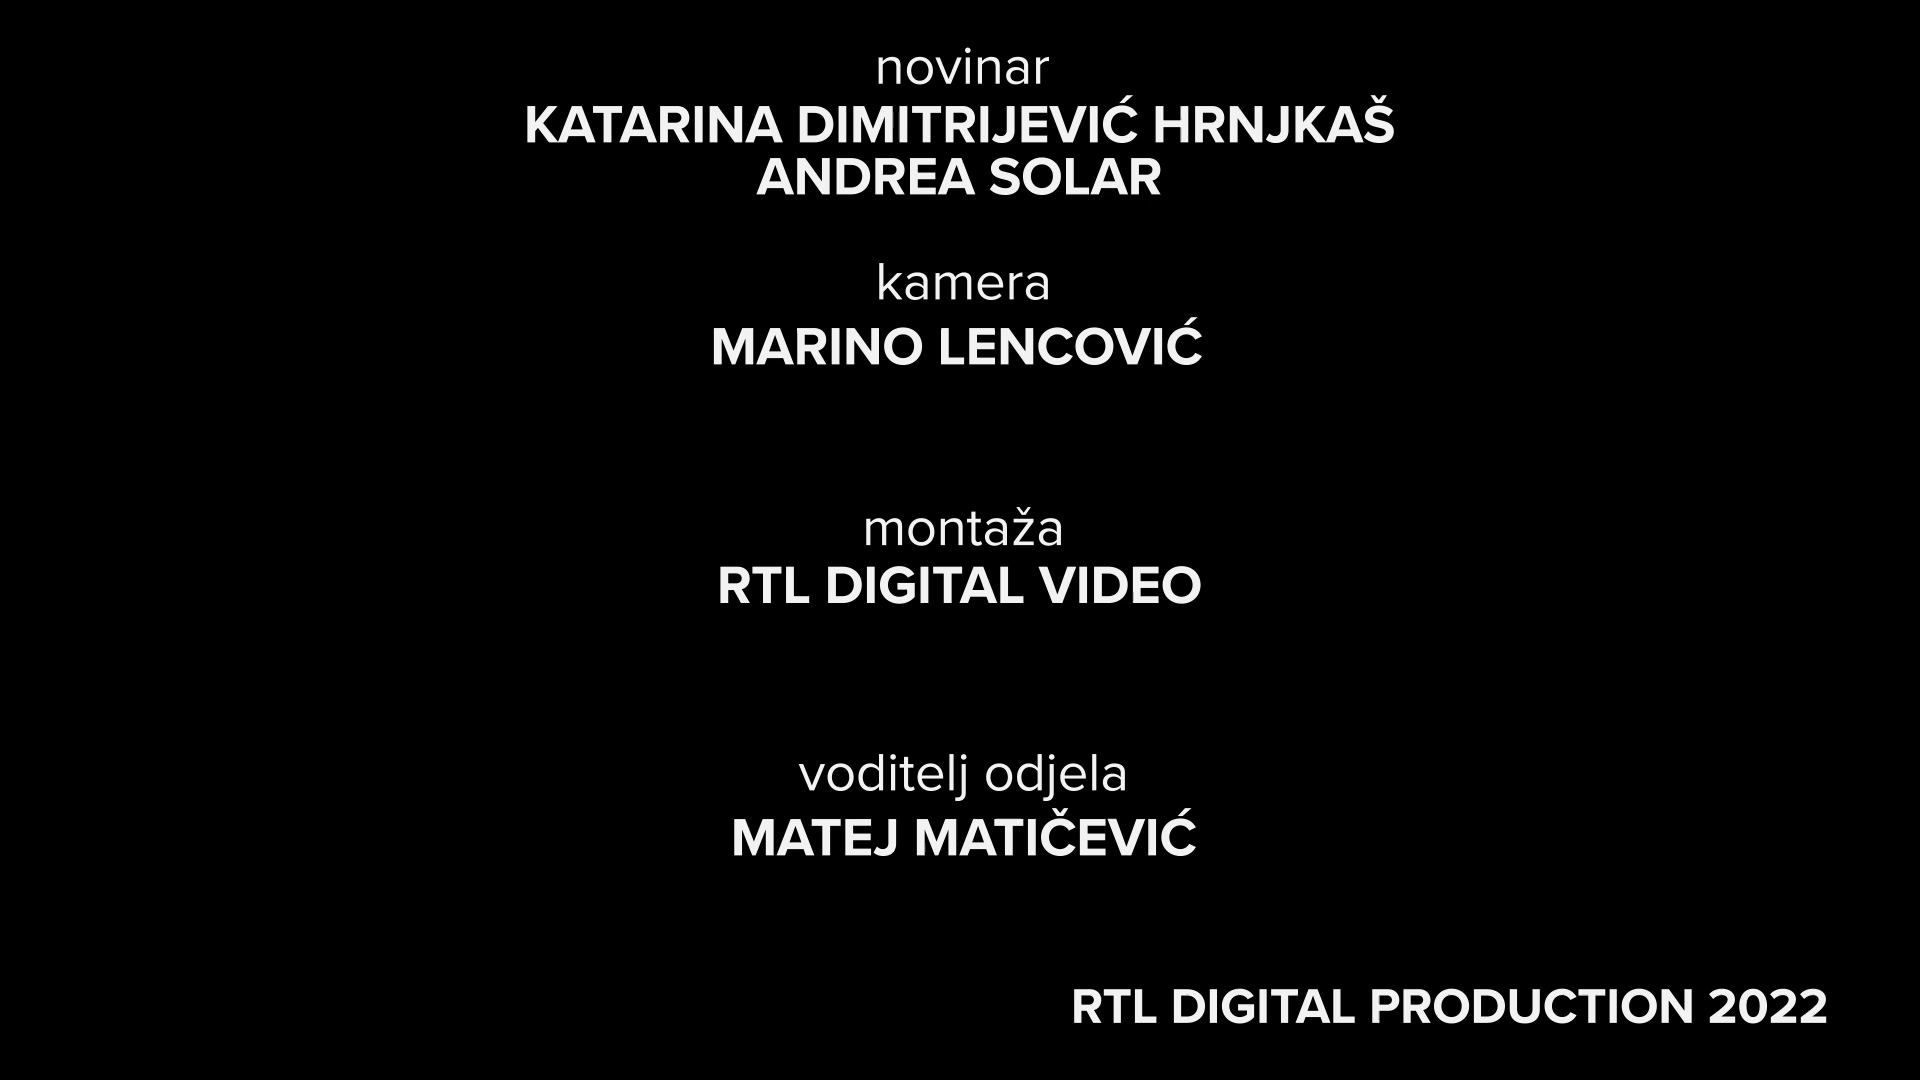 novinar
KATARINA DIMITRIJEVIĆ HRNJKAŠ
ANDREA SOLAR
kamera
MARINO LENCOVIĆ
montaža
RTL DIGITAL VIDEO
voditelj odjela
MATEJ MATIČEVIĆ
RTL DIGITAL PRODUCTION 2022